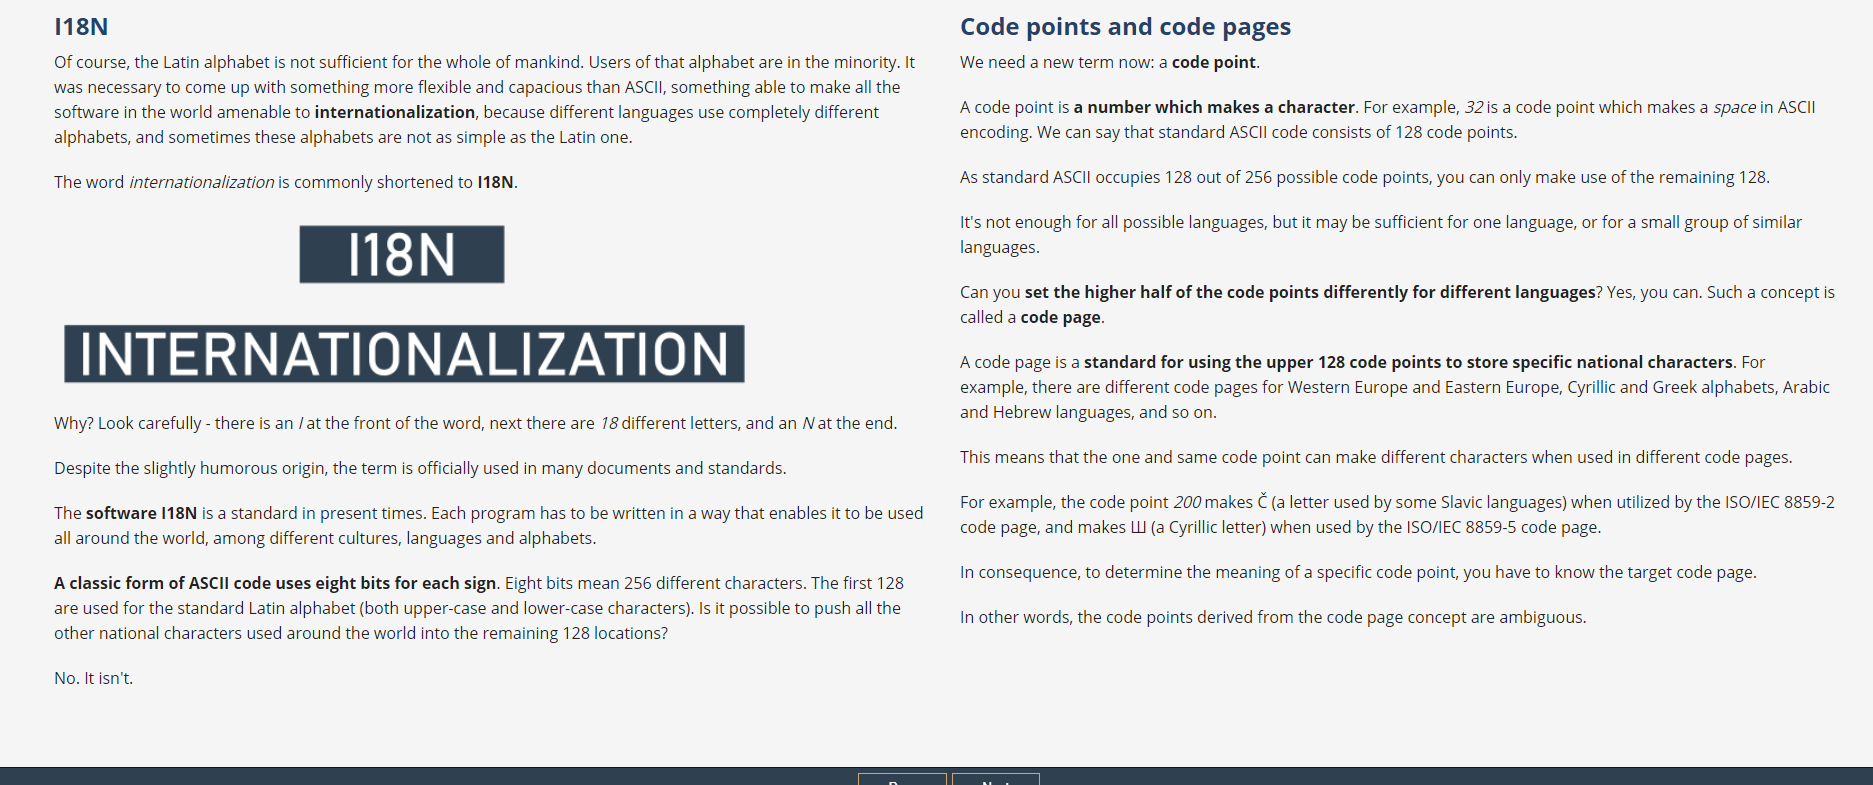 I18N
Of course, the Latin alphabet is not sufficient for the whole of mankind. Users of that alphabet are in the minority. It
was necessary to come up with something more flexible and capacious than ASCII, something able to make all the
software in the world amenable to internationalization, because different languages use completely different
alphabets, and sometimes these alphabets are not as simple as the Latin one.
The word internationalization is commonly shortened to I18N.
I18N
INTERNATIONALIZATION
Why? Look carefully - there is an I at the front of the word, next there are 18 different letters, and an N at the end.
Despite the slightly humorous origin, the term is officially used in many documents and standards.
The software I18N is a standard in present times. Each program has to be written in a way that enables it to be used
all around the world, among different cultures, languages and alphabets.
A classic form of ASCII code uses eight bits for each sign. Eight bits mean 256 different characters. The first 128
are used for the standard Latin alphabet (both upper-case and lower-case characters). Is it possible to push all the
other national characters used around the world into the remaining 128 locations?
No. It isn't.
Code points and code pages
We need a new term now: a code point.
A code point is a number which makes a character. For example, 32 is a code point which makes a space in ASCII
encoding. We can say that standard ASCII code consists of 128 code points.
As standard ASCII occupies 128 out of 256 possible code points, you can only make use of the remaining 128.
It's not enough for all possible languages, but it may be sufficient for one language, or for a small group of similar
languages.
Can you set the higher half of the code points differently for different languages? Yes, you can. Such a concept is
called a code page.
A code page is a standard for using the upper 128 code points to store specific national characters. For
example, there are different code pages for Western Europe and Eastern Europe, Cyrillic and Greek alphabets, Arabic
and Hebrew languages, and so on.
This means that the one and same code point can make different characters when used in different code pages.
For example, the code point 200 makes Č (a letter used by some Slavic languages) when utilized by the ISO/IEC 8859-2
code page, and makes Ш (a Cyrillic letter) when used by the ISO/IEC 8859-5 code page.
In consequence, to determine the meaning of a specific code point, you have to know the target code page.
In other words, the code points derived from the code page concept are ambiguous.